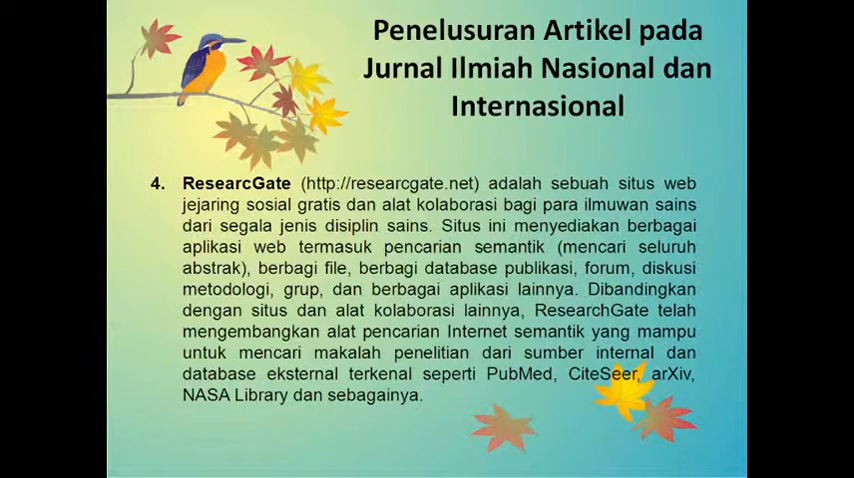 Penelusuran Artikel pada
Jurnal Ilmiah Nasional dan
Internasional
4. ResearcGate (http://researcgate.net) adalah sebuah situs web
jejaring sosial gratis dan alat kolaborasi bagi para ilmuwan sains
dari segala jenis disiplin sains. Situs ini menyediakan berbagai
aplikasi web termasuk pencarian semantik (mencari seluruh
abstrak), berbagi file, berbagi database publikasi, forum, diskusi
metodologi, grup, dan berbagai aplikasi lainnya. Dibandingkan
dengan situs dan alat kolaborasi lainnya, ResearchGate telah
mengembangkan alat pencarian Internet semantik yang mampu
untuk mencari makalah penelitian dari sumber internal dan
database eksternal terkenal seperti PubMed, CiteSeer, arXiv,
NASA Library dan sebagainya.